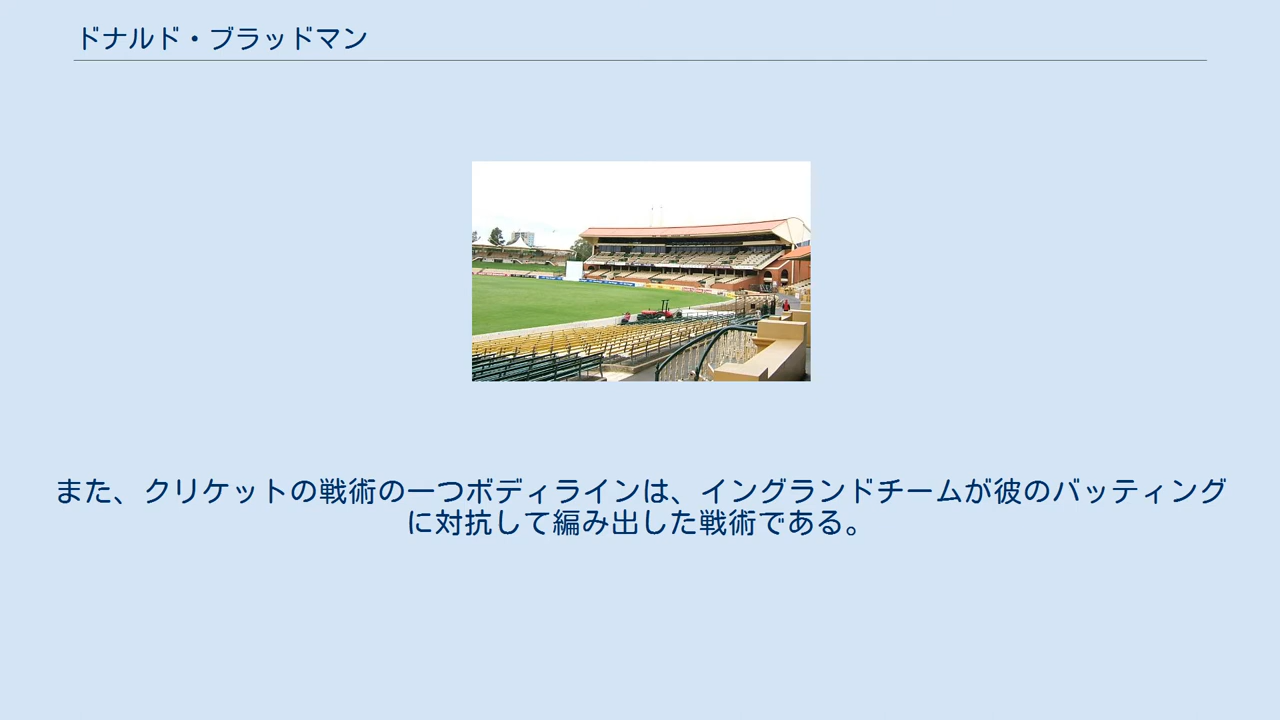 ドナルド・ブラッドマン
また、クリケットの戦術の一つボディラインは、イングランドチームが彼のバッティング
に対抗して編み出した戦術である。